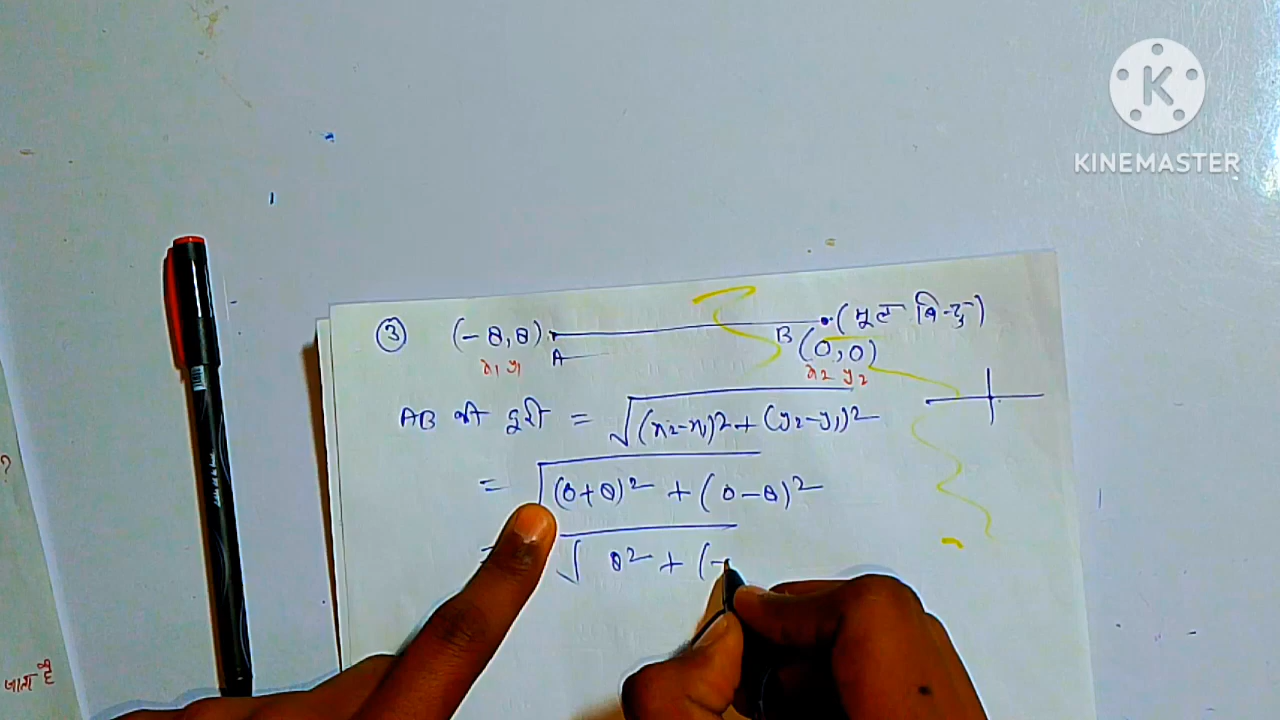 KINEMASTER
③ (-8,8) (मूल बिन्दु)
A B (0,0)
x₁ y₁ x₂ y₂
AB की दूरी = √(x₂-x₁)² + (y₂-y₁)²
= √(0+8)² + (0-8)²
= √8² + (-
?
जाता है